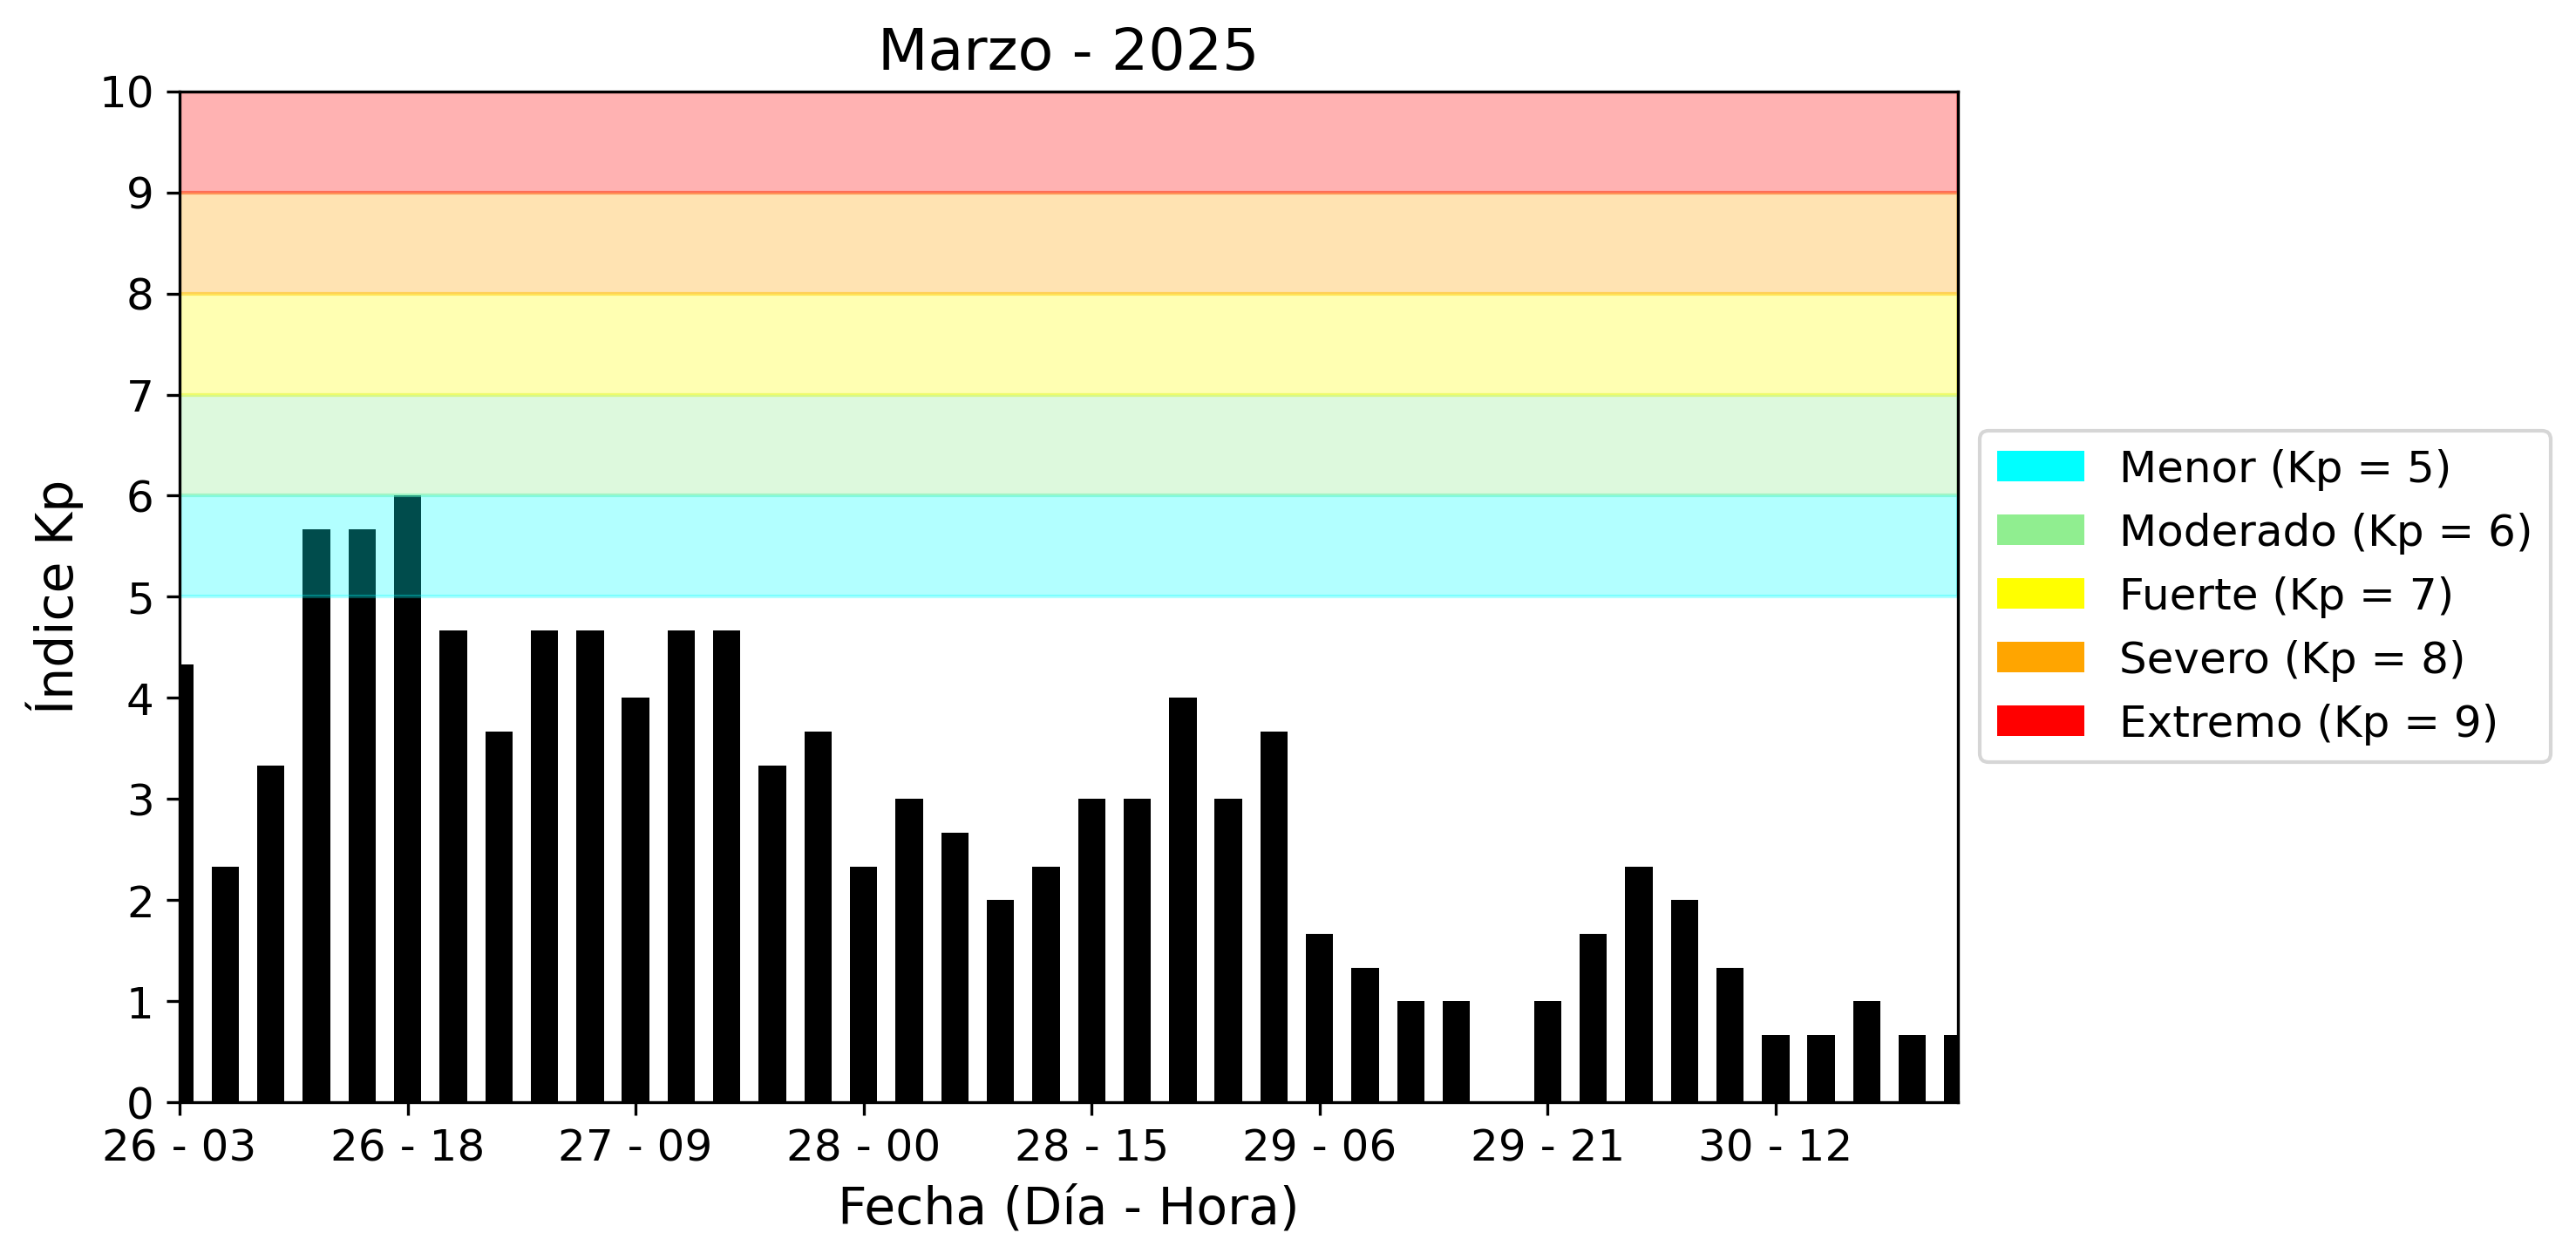 Marzo - 2025
10
9
8
7
6
5
4
3
2
1
0
Índice Kp
26 - 03
26 - 18
27 - 09
28 - 00
28 - 15
29 - 06
29 - 21
30 - 12
Fecha (Día - Hora)
Menor (Kp = 5)
Moderado (Kp = 6)
Fuerte (Kp = 7)
Severo (Kp = 8)
Extremo (Kp = 9)